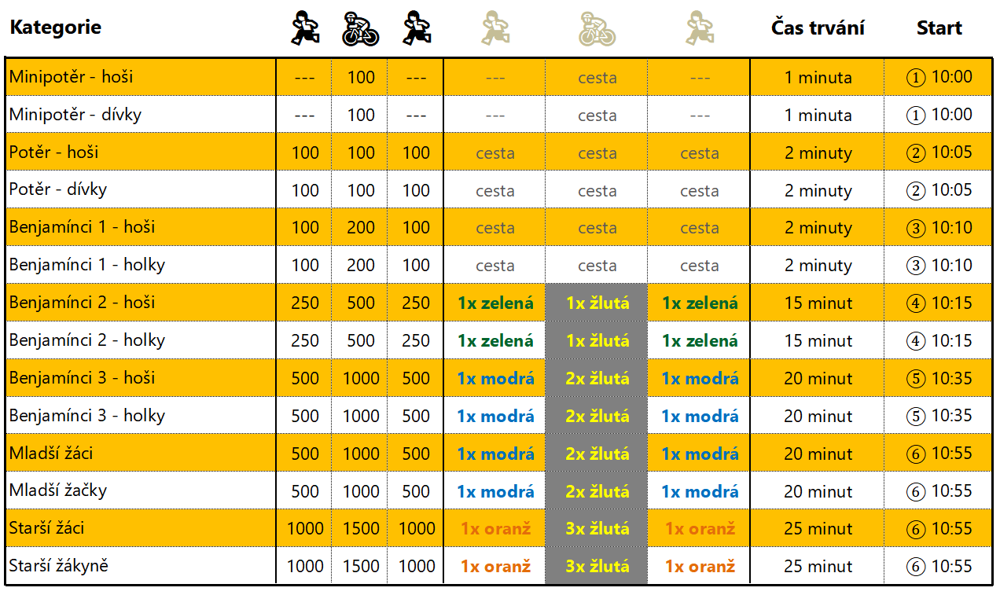 Kategorie Čas trvání Start
Minipotěr - hoši --- 100 --- --- cesta --- 1 minuta ① 10:00
Minipotěr - dívky --- 100 --- --- cesta --- 1 minuta ① 10:00
Potěr - hoši 100 100 100 cesta cesta cesta 2 minuty ② 10:05
Potěr - dívky 100 100 100 cesta cesta cesta 2 minuty ② 10:05
Benjamínci 1 - hoši 100 200 100 cesta cesta cesta 2 minuty ③ 10:10
Benjamínci 1 - holky 100 200 100 cesta cesta cesta 2 minuty ③ 10:10
Benjamínci 2 - hoši 250 500 250 1x zelená 1x žlutá 1x zelená 15 minut ④ 10:15
Benjamínci 2 - holky 250 500 250 1x zelená 1x žlutá 1x zelená 15 minut ④ 10:15
Benjamínci 3 - hoši 500 1000 500 1x modrá 2x žlutá 1x modrá 20 minut ⑤ 10:35
Benjamínci 3 - holky 500 1000 500 1x modrá 2x žlutá 1x modrá 20 minut ⑤ 10:35
Mladší žáci 500 1000 500 1x modrá 2x žlutá 1x modrá 20 minut ⑥ 10:55
Mladší žačky 500 1000 500 1x modrá 2x žlutá 1x modrá 20 minut ⑥ 10:55
Starší žáci 1000 1500 1000 1x oranž 3x žlutá 1x oranž 25 minut ⑥ 10:55
Starší žákyně 1000 1500 1000 1x oranž 3x žlutá 1x oranž 25 minut ⑥ 10:55